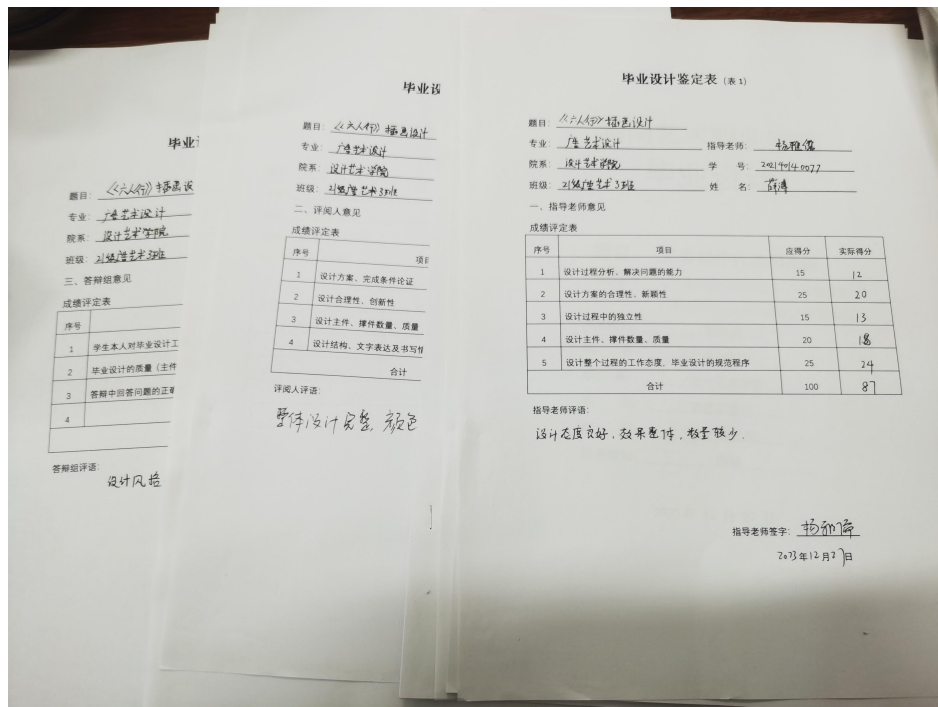 毕业设计鉴定表（表 1）
题目：《六人行》插画设计
专业：广告艺术设计 指导老师：杨雅儒
院系：设计艺术学院 学 号：202140140077
班级：21级广告艺术3班 姓 名：薛涛
一、指导老师意见
成绩评定表
序号 项目 应得分 实际得分
1 设计过程分析、解决问题的能力 15 12
2 设计方案的合理性、新颖性 25 20
3 设计过程中的独立性 15 13
4 设计主件、撑件数量、质量 20 18
5 设计整个过程的工作态度，毕业设计的规范程序 25 24
合计 100 87
指导老师评语：
设计态度良好，效果整体，数量较少.
指导老师签字：
2023年12月27日
毕业设
题目：《六人行》插画设计
专业：广告艺术设计
院系：设计艺术学院
班级：21级广告艺术3班
二、评阅人意见
成绩评定表
序号 项目
1 设计方案、完成条件论证
2 设计合理性、创新性
3 设计主件、撑件数量、质量
4 设计结构、文字表达及书写情
合计
评阅人评语：
整体设计完整，颜色
毕业
题目：《六人行》插画设
专业：广告艺术设计
院系：设计艺术学院
班级：21级广告艺术3班
三、答辩组意见
成绩评定表
序号
1 学生本人对毕业设计工
2 毕业设计的质量（主件
3 答辩中回答问题的正确
4
答辩组评语：
设计风格